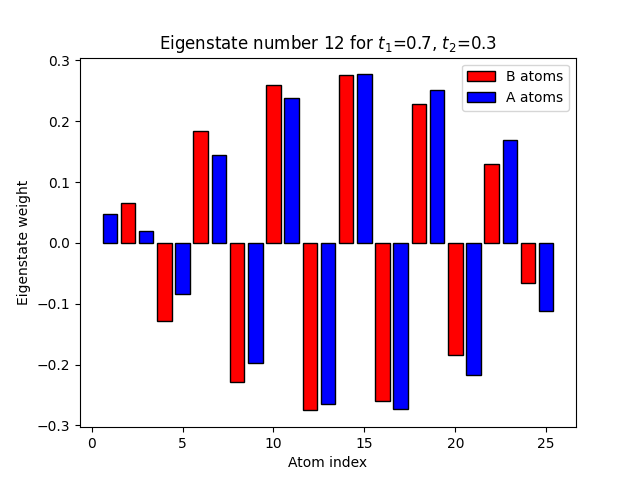 Eigenstate number 12 for t₁=0.7, t₂=0.3
B atoms
A atoms
Eigenstate weight
0.3
0.2
0.1
0.0
−0.1
−0.2
−0.3
0 5 10 15 20 25
Atom index